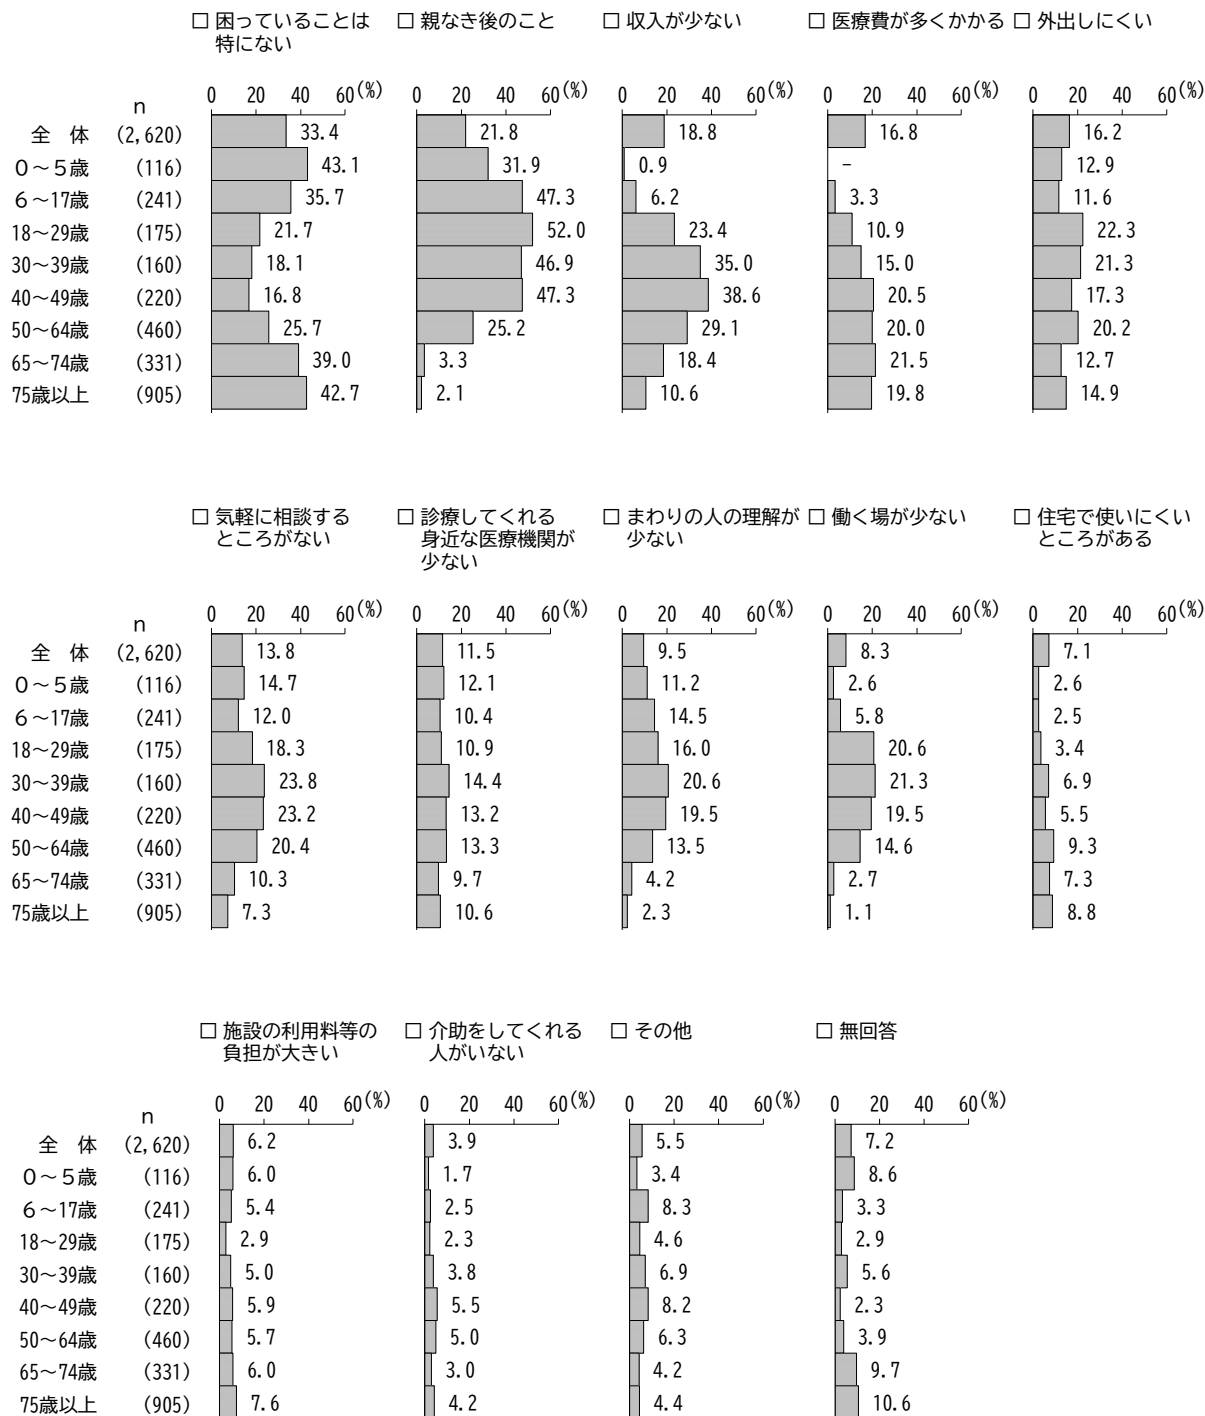 □ 困っていることは □ 親なき後のこと □ 収入が少ない □ 医療費が多くかかる □ 外出しにくい
特にない
n 0 20 40 60(%) 0 20 40 60(%) 0 20 40 60(%) 0 20 40 60(%) 0 20 40 60(%)
全　体 (2,620) 33.4 21.8 18.8 16.8 16.2
０～５歳 (116) 43.1 31.9 0.9 － 12.9
６～17歳 (241) 35.7 47.3 6.2 3.3 11.6
18～29歳 (175) 21.7 52.0 23.4 10.9 22.3
30～39歳 (160) 18.1 46.9 35.0 15.0 21.3
40～49歳 (220) 16.8 47.3 38.6 20.5 17.3
50～64歳 (460) 25.7 25.2 29.1 20.0 20.2
65～74歳 (331) 39.0 3.3 18.4 21.5 12.7
75歳以上 (905) 42.7 2.1 10.6 19.8 14.9
□ 気軽に相談する □ 診療してくれる □ まわりの人の理解が □ 働く場が少ない □ 住宅で使いにくい
ところがない 身近な医療機関が 少ない ところがある
少ない
n 0 20 40 60(%) 0 20 40 60(%) 0 20 40 60(%) 0 20 40 60(%) 0 20 40 60(%)
全　体 (2,620) 13.8 11.5 9.5 8.3 7.1
０～５歳 (116) 14.7 12.1 11.2 2.6 2.6
６～17歳 (241) 12.0 10.4 14.5 5.8 2.5
18～29歳 (175) 18.3 10.9 16.0 20.6 3.4
30～39歳 (160) 23.8 14.4 20.6 21.3 6.9
40～49歳 (220) 23.2 13.2 19.5 19.5 5.5
50～64歳 (460) 20.4 13.3 13.5 14.6 9.3
65～74歳 (331) 10.3 9.7 4.2 2.7 7.3
75歳以上 (905) 7.3 10.6 2.3 1.1 8.8
□ 施設の利用料等の □ 介助をしてくれる □ その他 □ 無回答
負担が大きい 人がいない
n 0 20 40 60(%) 0 20 40 60(%) 0 20 40 60(%) 0 20 40 60(%)
全　体 (2,620) 6.2 3.9 5.5 7.2
０～５歳 (116) 6.0 1.7 3.4 8.6
６～17歳 (241) 5.4 2.5 8.3 3.3
18～29歳 (175) 2.9 2.3 4.6 2.9
30～39歳 (160) 5.0 3.8 6.9 5.6
40～49歳 (220) 5.9 5.5 8.2 2.3
50～64歳 (460) 5.7 5.0 6.3 3.9
65～74歳 (331) 6.0 3.0 4.2 9.7
75歳以上 (905) 7.6 4.2 4.4 10.6